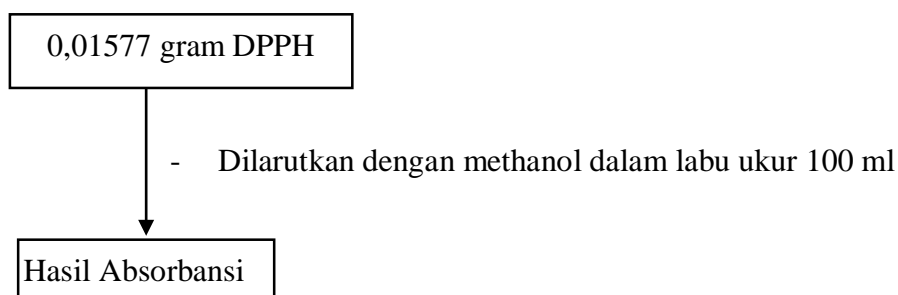 0,01577 gram DPPH
- Dilarutkan dengan methanol dalam labu ukur 100 ml
Hasil Absorbansi